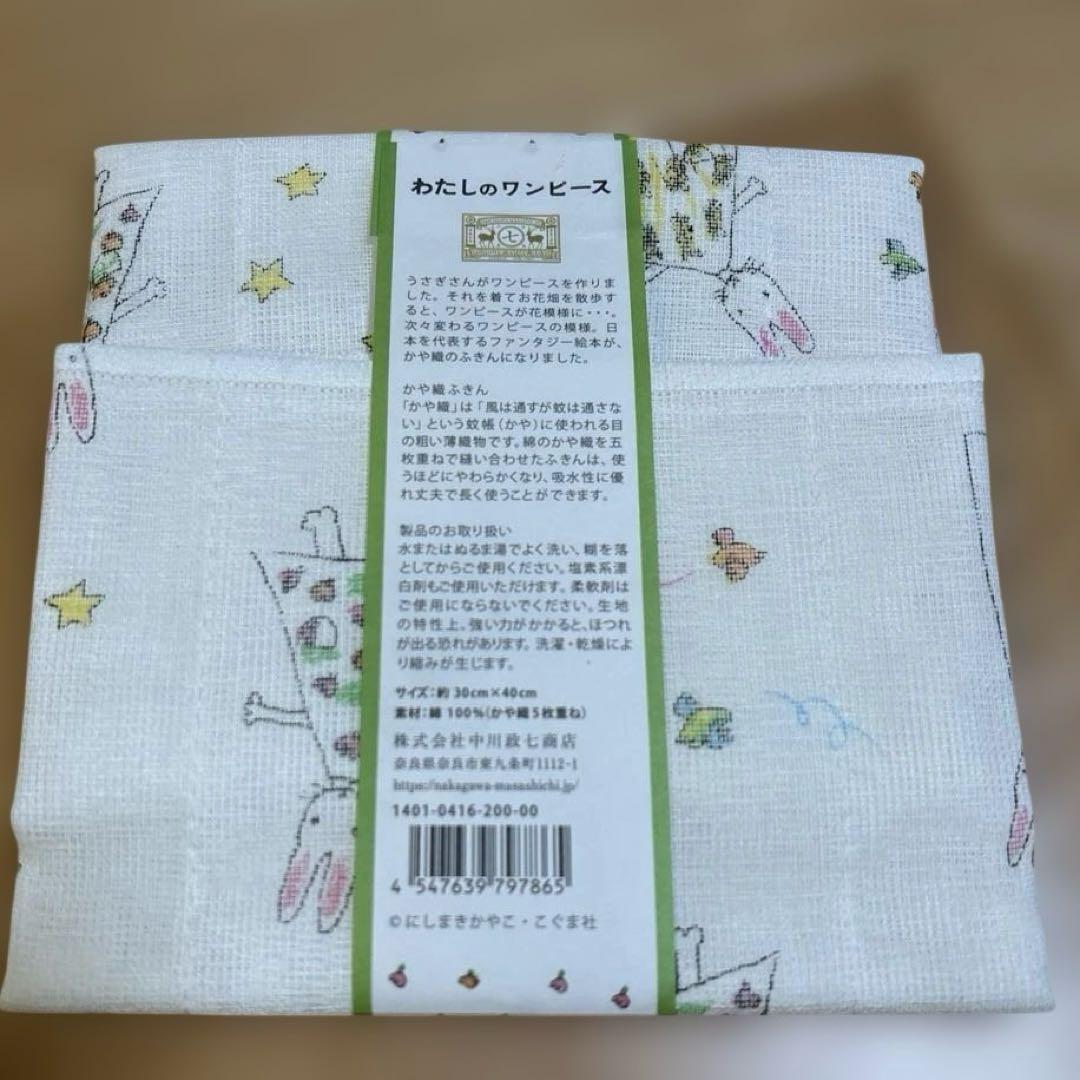 わたしのワンピース
七
うさぎさんがワンピースを作りま
した。それを着てお花畑を散歩す
ると、ワンピースが花模様に・・・。
次々変わるワンピースの模様。日
本を代表するファンタジー絵本が、
かや織のふきんになりました。
かや織ふきん
「かや織」は「風は通すが蚊は通さな
い」という蚊帳(かや)に使われる目
の粗い薄織物です。綿のかや織を五
枚重ねで縫い合わせたふきんは、使
うほどにやわらかくなり、吸水性に優
れ丈夫で長く使うことができます。
製品のお取り扱い
水またはぬるま湯でよく洗い、糊を落
としてからご使用ください。塩素系漂
白剤もご使用いただけます。柔軟剤は
ご使用にならないでください。生地
の特性上、強い力がかかると、ほつれ
が出る恐れがあります。洗濯・乾燥によ
り縮みが生じます。
サイズ:約 30cm×40cm
素材:綿 100%(かや織5枚重ね)
株式会社中川政七商店
奈良県奈良市東九条町1112-1
https://nakagawa-masashichi.jp/
1401-0416-200-00
4 547639 797865
©にしまきかやこ・こぐま社